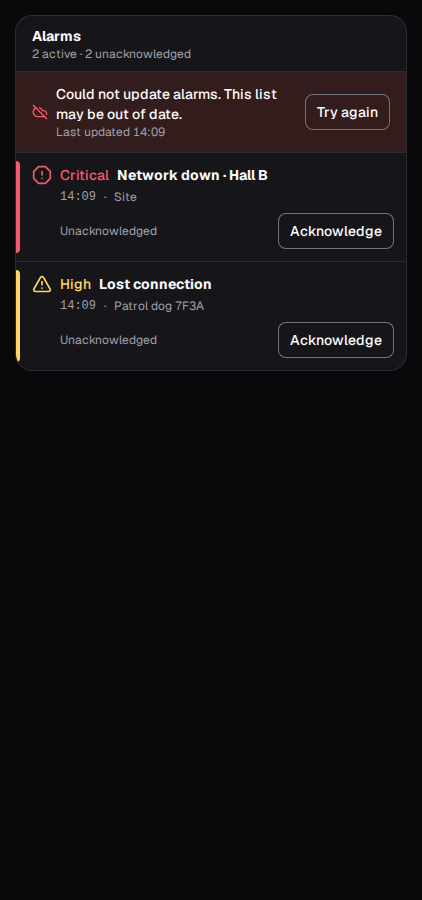 Alarms
2 active · 2 unacknowledged
Could not update alarms. This list
may be out of date.
Last updated 14:09
Try again
Critical Network down · Hall B
14:09 · Site
Unacknowledged
Acknowledge
High Lost connection
14:09 · Patrol dog 7F3A
Unacknowledged
Acknowledge